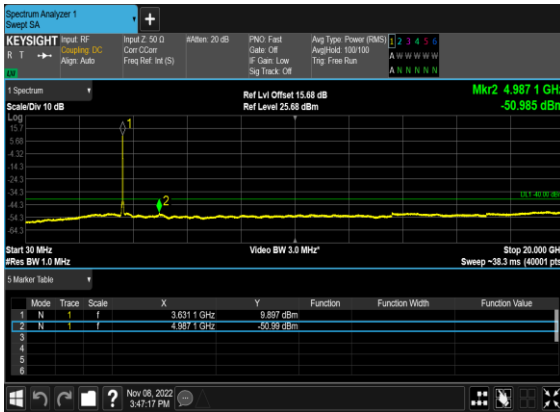 Spectrum Analyzer 1
Swept SA
KEYSIGHT
R T
Input: RF
Coupling: DC
Align: Auto
Input Z: 50 Ω
Corr CCorr
Freq Ref: Int (S)
#Atten: 20 dB
PNO: Fast
Gate: Off
IF Gain: Low
Sig Track: Off
Avg Type: Power (RMS)
Avg|Hold: 100/100
Trig: Free Run
1 2 3 4 5 6
A W W W W W
A N N N N N
1 Spectrum
Scale/Div 10 dB
Ref Lvl Offset 15.68 dB
Ref Level 25.68 dBm
Mkr2 4.987 1 GHz
-50.985 dBm
Log
15.7
5.68
-4.32
-14.3
-24.3
-34.3
-44.3
-54.3
-64.3
1
2
DL1 -40.00 dBm
Start 30 MHz
#Res BW 1.0 MHz
Video BW 3.0 MHz*
Stop 20.000 GHz
Sweep ~38.3 ms (40001 pts)
5 Marker Table
Mode Trace Scale X Y Function Function Width Function Value
1 N 1 f 3.631 1 GHz 9.897 dBm
2 N 1 f 4.987 1 GHz -50.99 dBm
3
4
5
6
?
Nov 08, 2022
3:47:17 PM